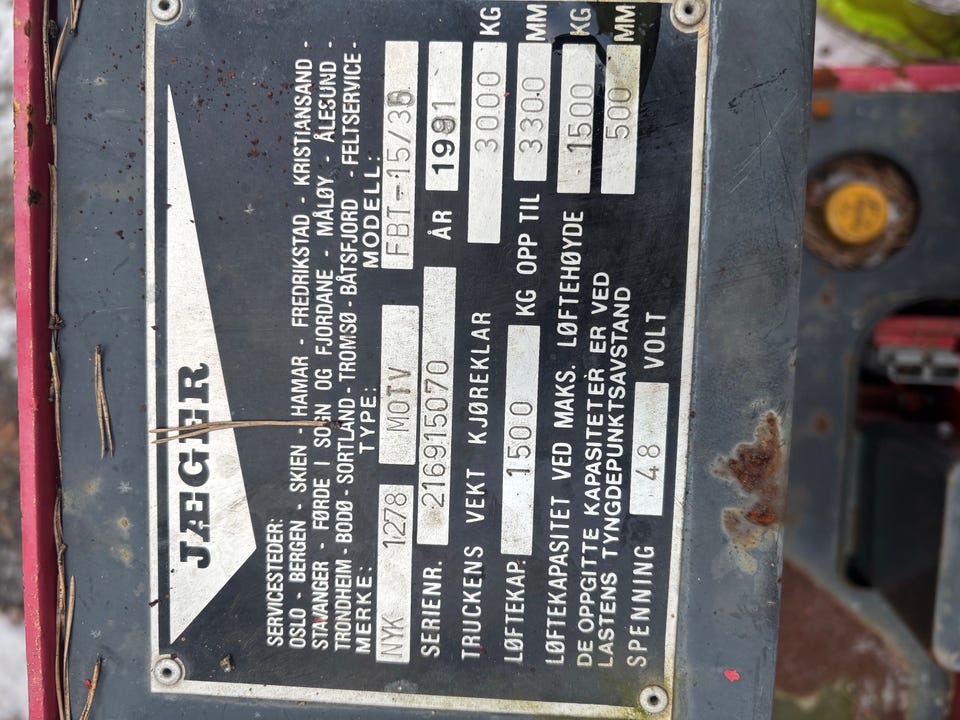 JÆGER
SERVICESTEDER:
OSLO - BERGEN - SKIEN - HAMAR - FREDRIKSTAD - KRISTIANSAND -
STAVANGER - FØRDE I SOGN OG FJORDANE - MÅLØY - ÅLESUND -
TRONDHEIM - BODØ - SORTLAND - TROMSØ - BÅTSFJORD - FELTSERVICE -
MERKE: TYPE: MODELL:
NYK 1278 MOTV FBT-15/35
SERIENR. 216915070 ÅR 1991
TRUCKENS VEKT KJØREKLAR 3000 KG
LØFTEKAP. 1500 KG OPP TIL 3300 MM
LØFTEKAPASITET VED MAKS. LØFTEHØYDE 1500 KG
DE OPPGITTE KAPASITETER ER VED
LASTENS TYNGDEPUNKTSAVSTAND 500 MM
SPENNING 48 VOLT